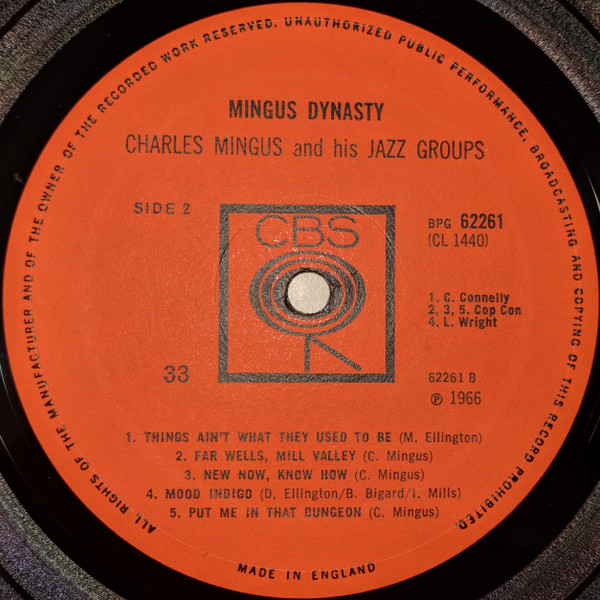 ALL RIGHTS OF THE MANUFACTURER AND OF THE OWNER OF THE RECORDED WORK RESERVED. UNAUTHORIZED PUBLIC PERFORMANCE, BROADCASTING AND COPYING OF THIS RECORD PROHIBITED.
MINGUS DYNASTY
CHARLES MINGUS and his JAZZ GROUPS
SIDE 2
CBS
BPG 62261
(CL 1440)
1. C. Connelly
2, 3, 5. Cop Con
4. L. Wright
33
62261 B
℗ 1966
1. THINGS AIN'T WHAT THEY USED TO BE (M. Ellington)
2. FAR WELLS, MILL VALLEY (C. Mingus)
3. NEW NOW, KNOW HOW (C. Mingus)
4. MOOD INDIGO (D. Ellington/B. Bigard/I. Mills)
5. PUT ME IN THAT DUNGEON (C. Mingus)
MADE IN ENGLAND